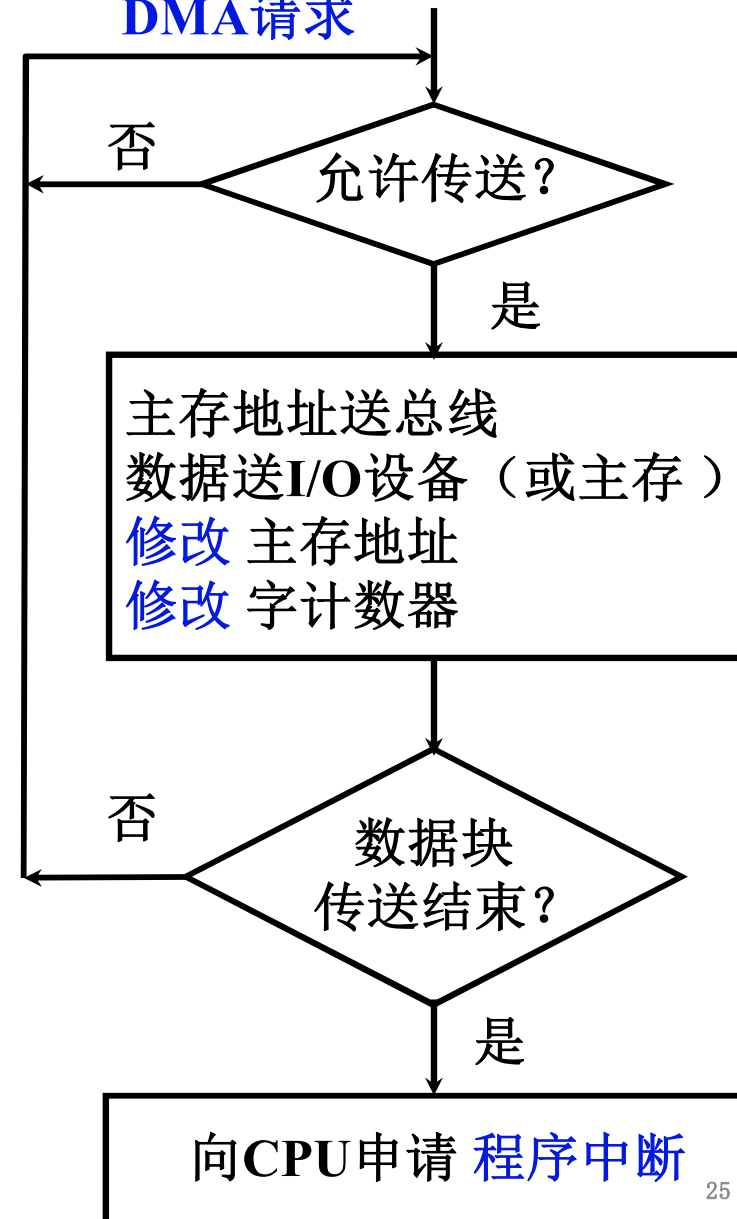 DMA请求
否
允许传送？
是
主存地址送总线
数据送I/O设备（或主存 ）
修改 主存地址
修改 字计数器
否
数据块
传送结束？
是
向CPU申请 程序中断
25